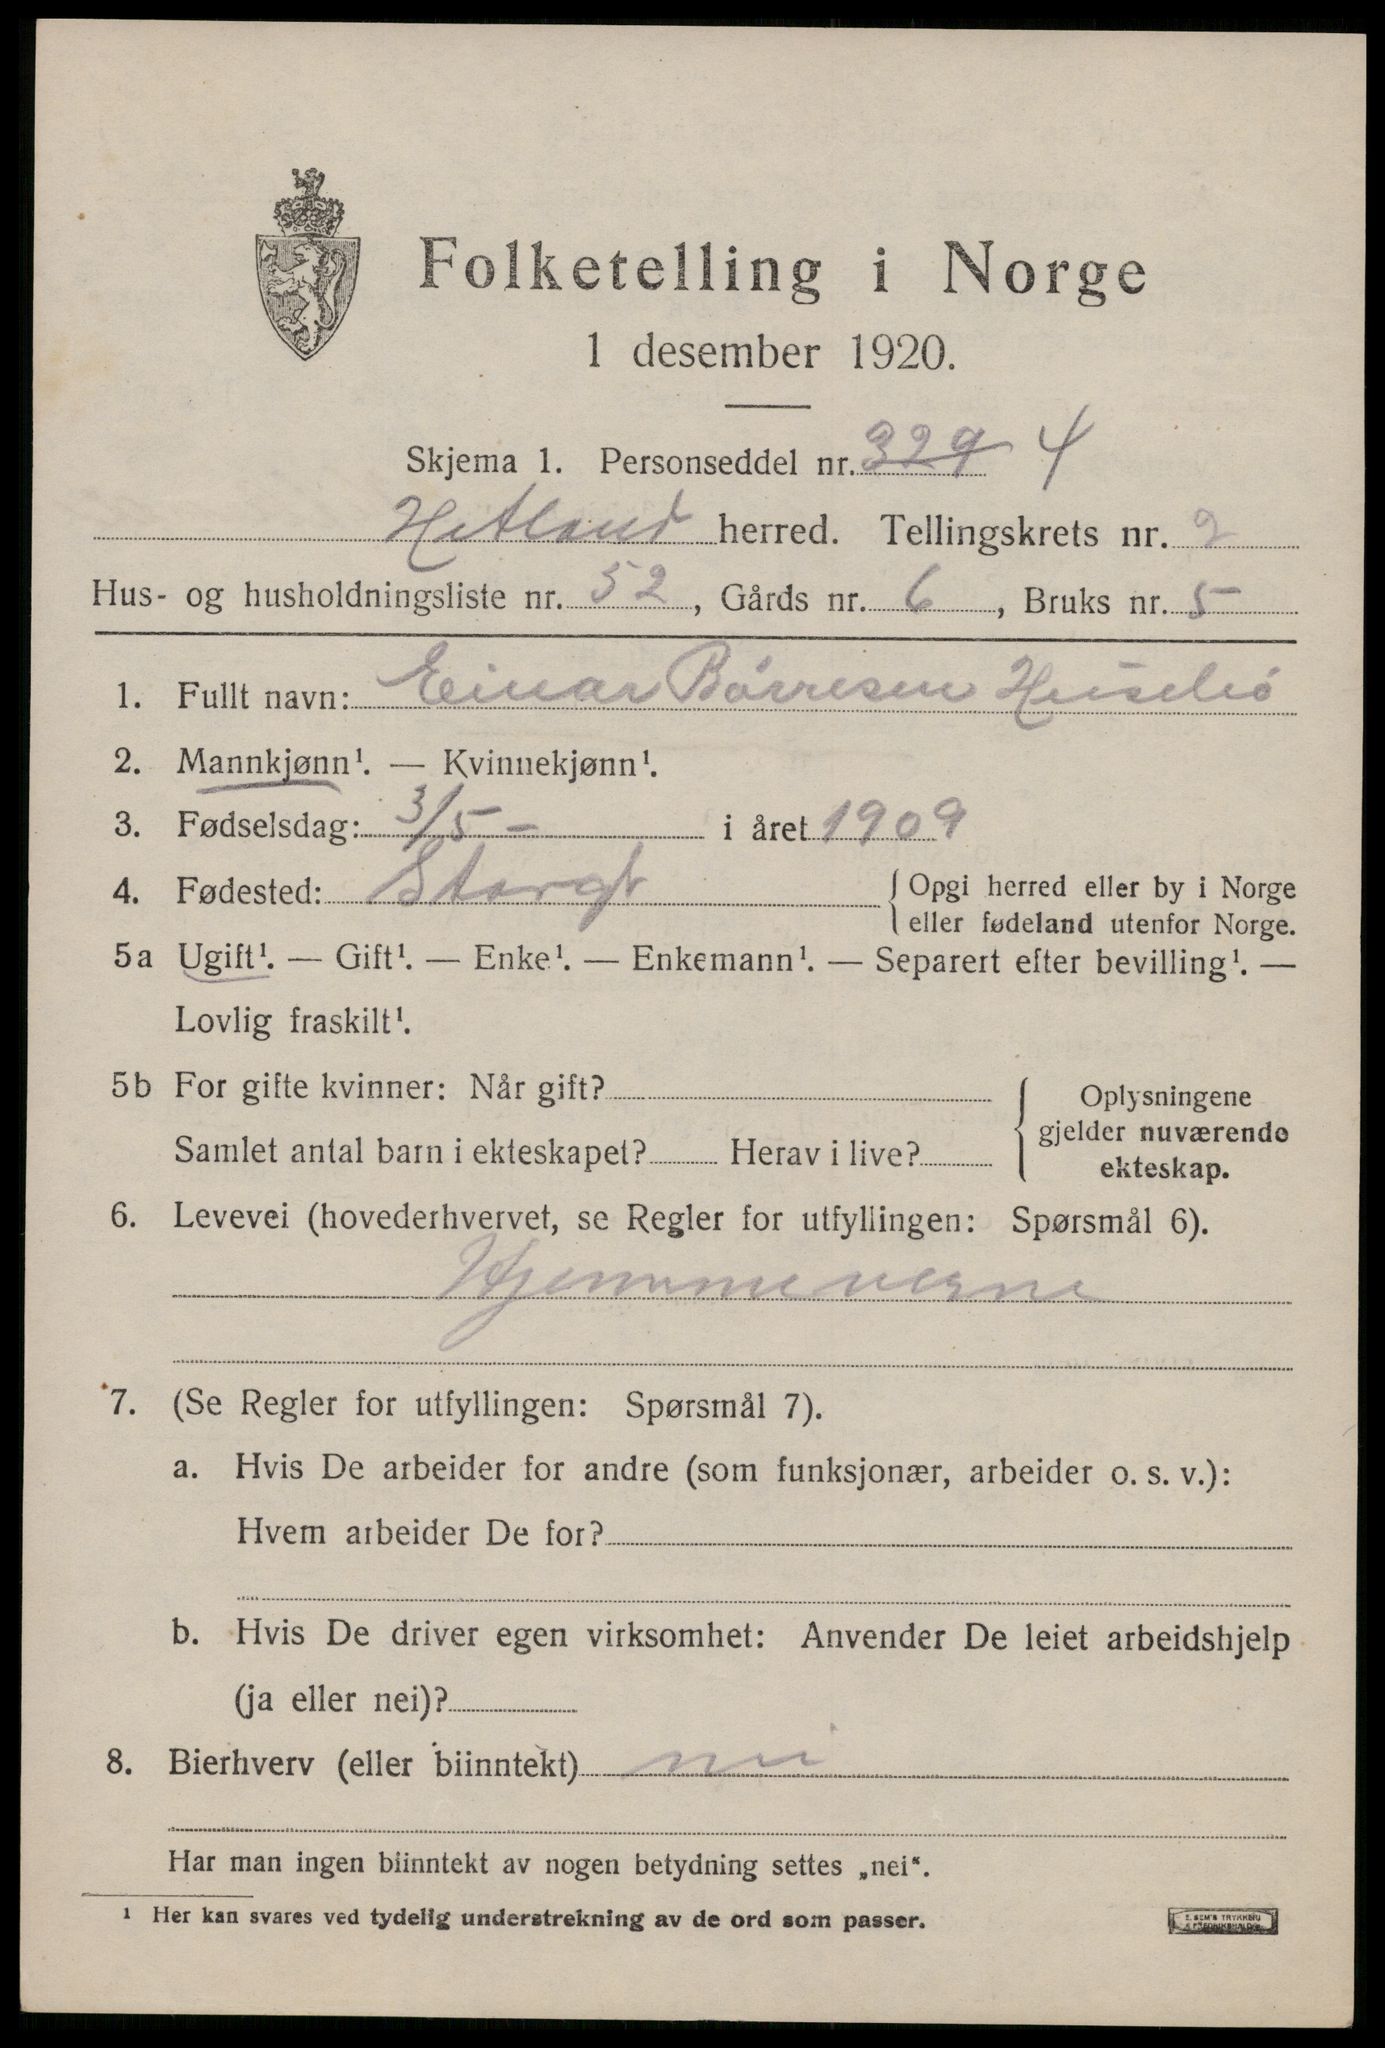 Folketelling i Norge
1 desember 1920.
Skjema 1. Personseddel nr. 329 4
Hetland herred. Tellingskrets nr. 2
Hus- og husholdningsliste nr. 52, Gårds nr. 6, Bruks nr. 5
1. Fullt navn: Einar Börresen
2. Mannkjønn¹. — Kvinnekjønn¹.
3. Fødselsdag: 3/5 - i året 1909
4. Fødested:
{ Opgi herred eller by i Norge
eller fødeland utenfor Norge.
5a Ugift¹. — Gift¹. — Enke¹. — Enkemann¹. — Separert efter bevilling¹. —
Lovlig fraskilt¹.
5b For gifte kvinner: Når gift?
Samlet antal barn i ekteskapet? Herav i live?
{ Oplysningene
gjelder nuværende
ekteskap.
6. Levevei (hovederhvervet, se Regler for utfyllingen: Spørsmål 6).
Hjemmeverne
7. (Se Regler for utfyllingen: Spørsmål 7).
a. Hvis De arbeider for andre (som funksjonær, arbeider o. s. v.):
Hvem arbeider De for?
b. Hvis De driver egen virksomhet: Anvender De leiet arbeidshjelp
(ja eller nei)?
8. Bierhverv (eller biinntekt) nei
Har man ingen biinntekt av nogen betydning settes „nei“.
¹ Her kan svares ved tydelig understrekning av de ord som passer.
E. SEM'S TRYKKERI
FREDRIKSHALD